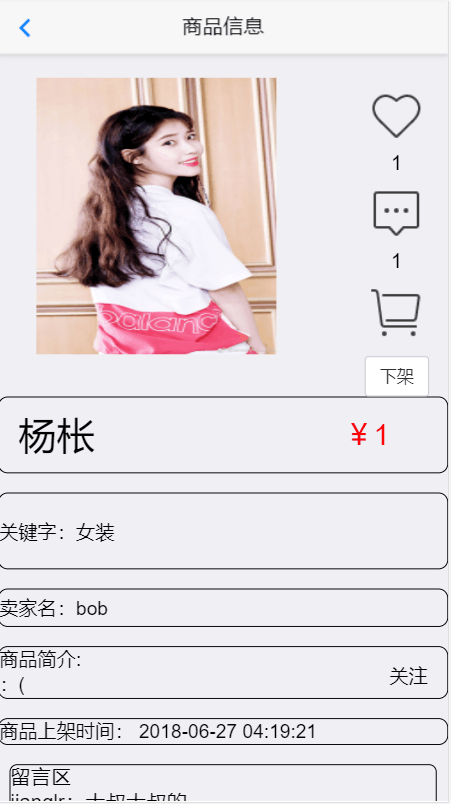 商品信息
1
1
下架
杨枨
¥ 1
关键字：女装
卖家名：bob
商品简介:
：(
关注
商品上架时间： 2018-06-27 04:19:21
留言区